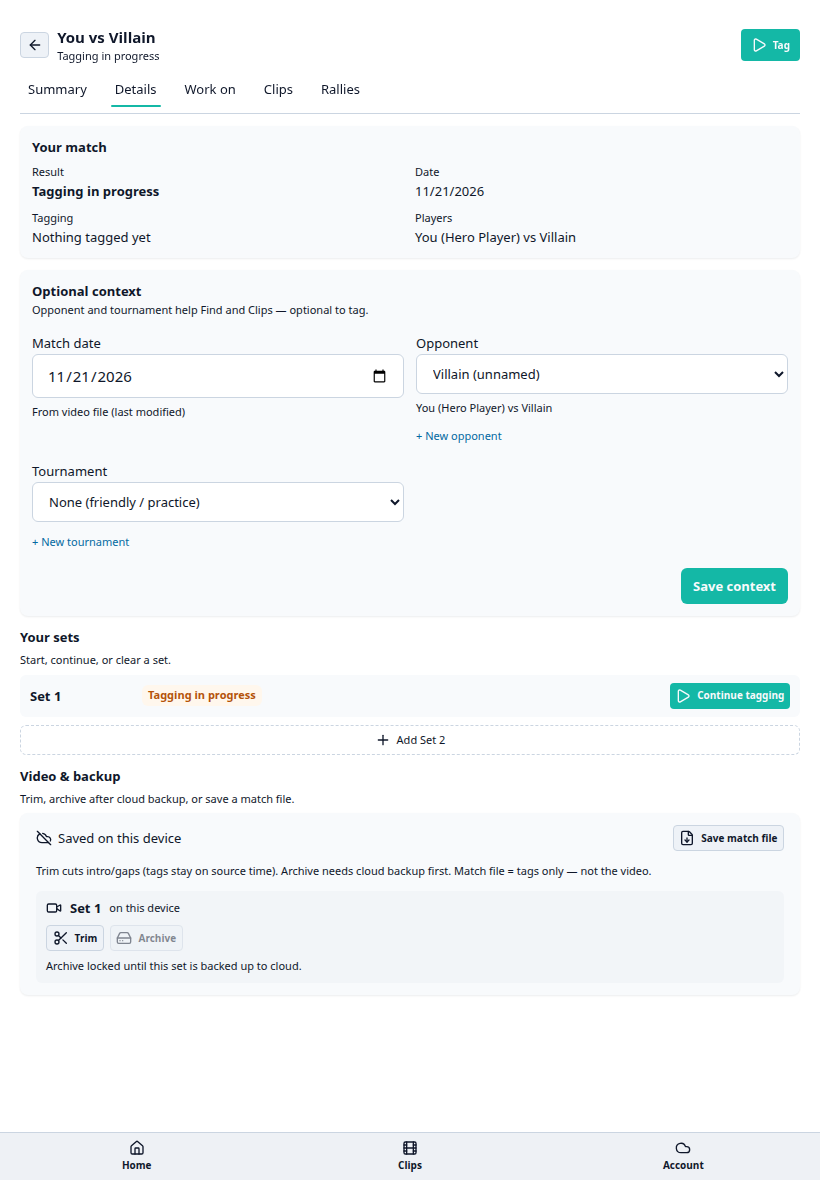 You vs Villain
Tagging in progress
Tag
Summary Details Work on Clips Rallies
Your match
Result
Tagging in progress
Date
11/21/2026
Tagging
Nothing tagged yet
Players
You (Hero Player) vs Villain
Optional context
Opponent and tournament help Find and Clips — optional to tag.
Match date
11/21/2026
From video file (last modified)
Opponent
Villain (unnamed)
You (Hero Player) vs Villain
+ New opponent
Tournament
None (friendly / practice)
+ New tournament
Save context
Your sets
Start, continue, or clear a set.
Set 1 Tagging in progress Continue tagging
Add Set 2
Video & backup
Trim, archive after cloud backup, or save a match file.
Saved on this device Save match file
Trim cuts intro/gaps (tags stay on source time). Archive needs cloud backup first. Match file = tags only — not the video.
Set 1 on this device
Trim Archive
Archive locked until this set is backed up to cloud.
Home Clips Account